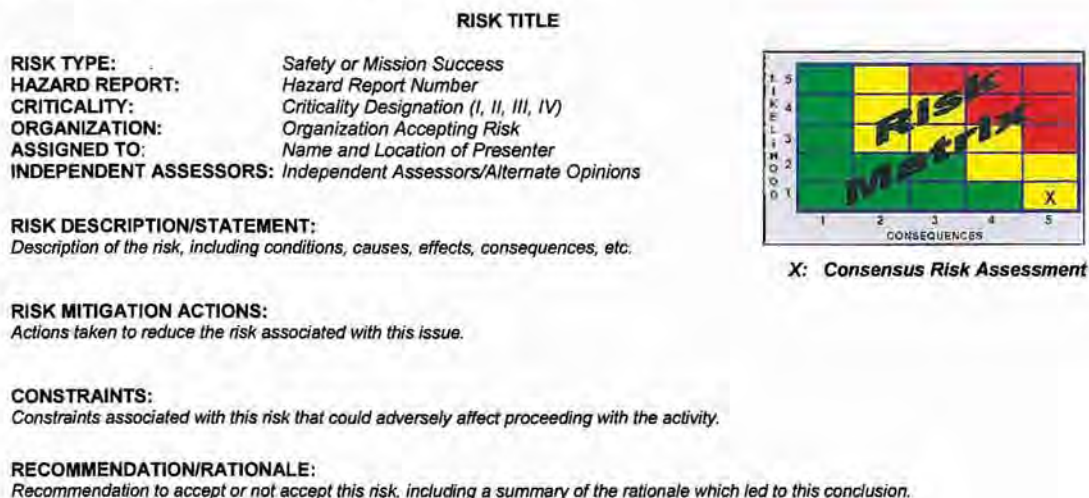 RISK TITLE
RISK TYPE: Safety or Mission Success
HAZARD REPORT: Hazard Report Number
CRITICALITY: Criticality Designation (I, II, III, IV)
ORGANIZATION: Organization Accepting Risk
ASSIGNED TO: Name and Location of Presenter
INDEPENDENT ASSESSORS: Independent Assessors/Alternate Opinions
RISK DESCRIPTION/STATEMENT:
Description of the risk, including conditions, causes, effects, consequences, etc.
RISK MITIGATION ACTIONS:
Actions taken to reduce the risk associated with this issue.
CONSTRAINTS:
Constraints associated with this risk that could adversely affect proceeding with the activity.
RECOMMENDATION/RATIONALE:
Recommendation to accept or not accept this risk, including a summary of the rationale which led to this conclusion.
LIKELIHOOD
5
4
3
2
1
Risk
Matrix
X
1 2 3 4 5
CONSEQUENCES
X: Consensus Risk Assessment